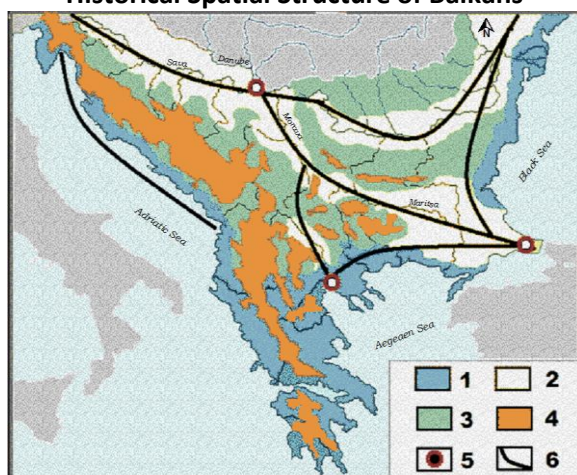 Historical Spatial Structure of Balkans
N
Sava
Danube
Morava
Black Sea
Maritsa
Adriatic Sea
Aegeaen Sea
1
2
3
4
5
6